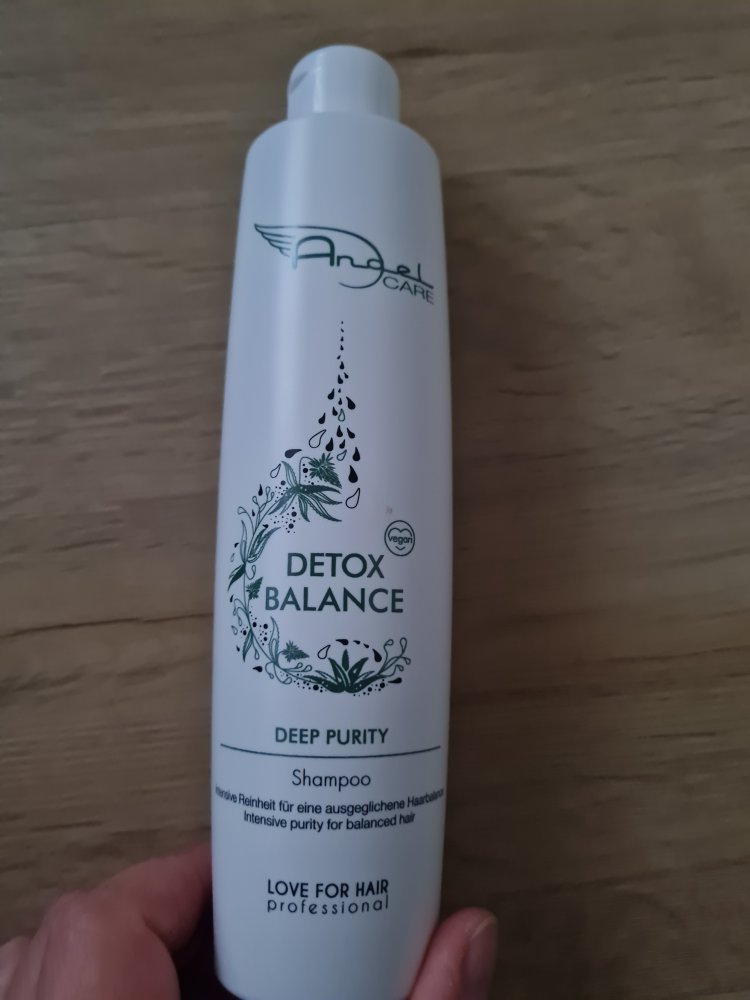 Angel
CARE
vegan
DETOX
BALANCE
DEEP PURITY
Shampoo
Intensive Reinheit für eine ausgeglichene Haarbalance
Intensive purity for balanced hair
LOVE FOR HAIR
professional